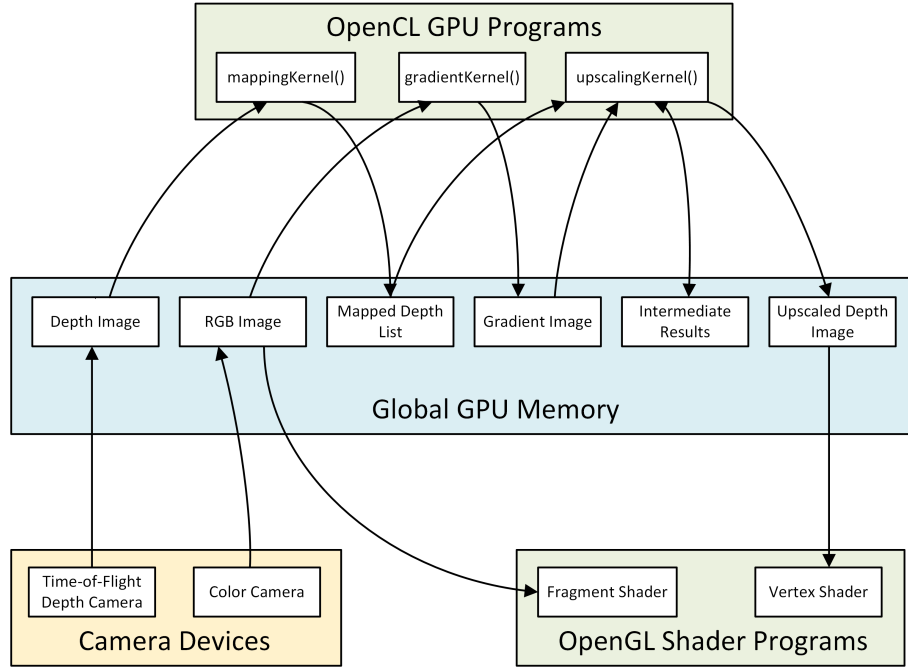 OpenCL GPU Programs
mappingKernel()
gradientKernel()
upscalingKernel()
Depth Image
RGB Image
Mapped Depth
List
Gradient Image
Intermediate
Results
Upscaled Depth
Image
Global GPU Memory
Time-of-Flight
Depth Camera
Color Camera
Camera Devices
Fragment Shader
Vertex Shader
OpenGL Shader Programs